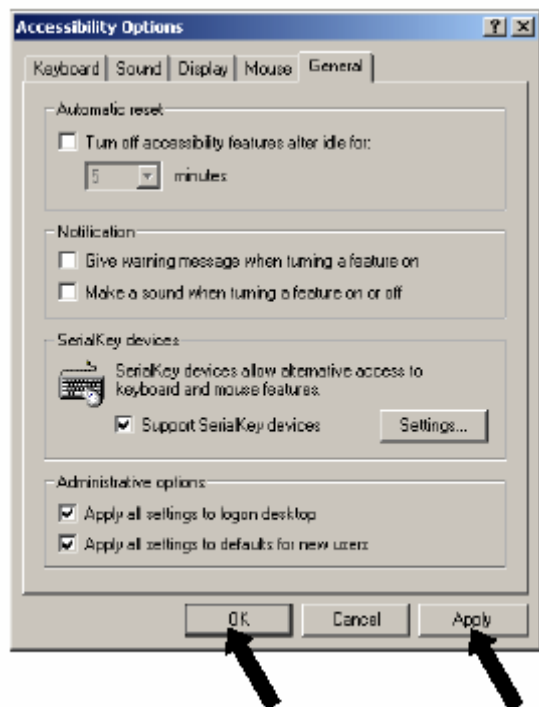 Accessibility Options
Keyboard Sound Display Mouse General
Automatic reset
Turn off accessibility features after idle for:
5 minutes
Notification
Give warning message when turning a feature on
Make a sound when turning a feature on or off
SerialKey devices
SerialKey devices allow alternative access to
keyboard and mouse features.
Support SerialKey devices Settings...
Administrative options
Apply all settings to logon desktop
Apply all settings to defaults for new users
OK Cancel Apply